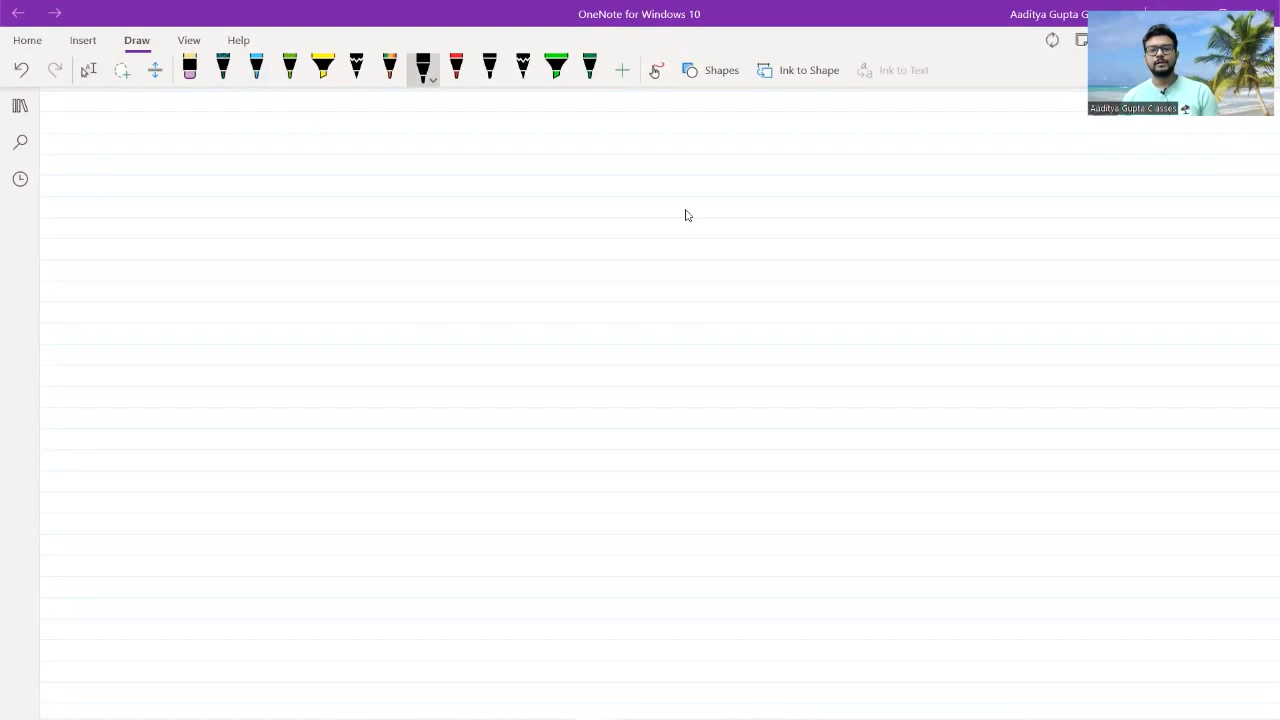 OneNote for Windows 10
Aaditya Gupta G
Home Insert Draw View Help
Shapes Ink to Shape Ink to Text
Aaditya Gupta Classes